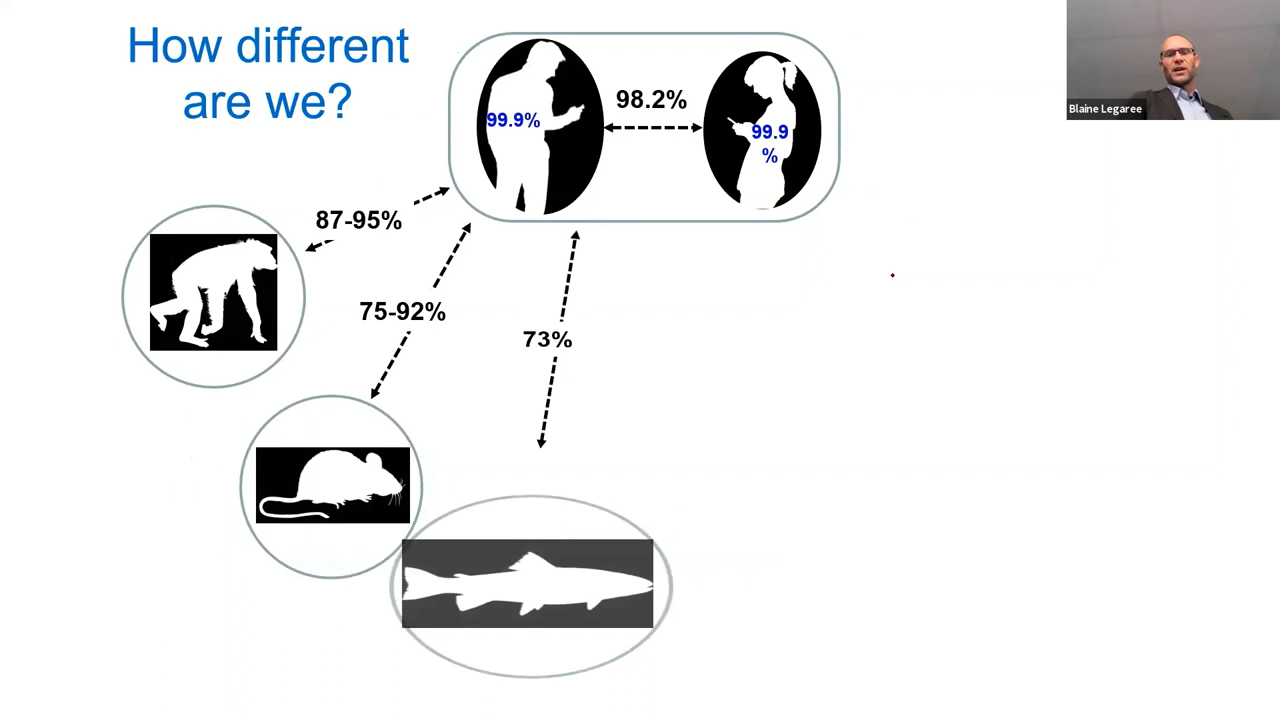 How different
are we?
99.9%
98.2%
99.9
%
Blaine Legaree
87-95%
75-92%
73%